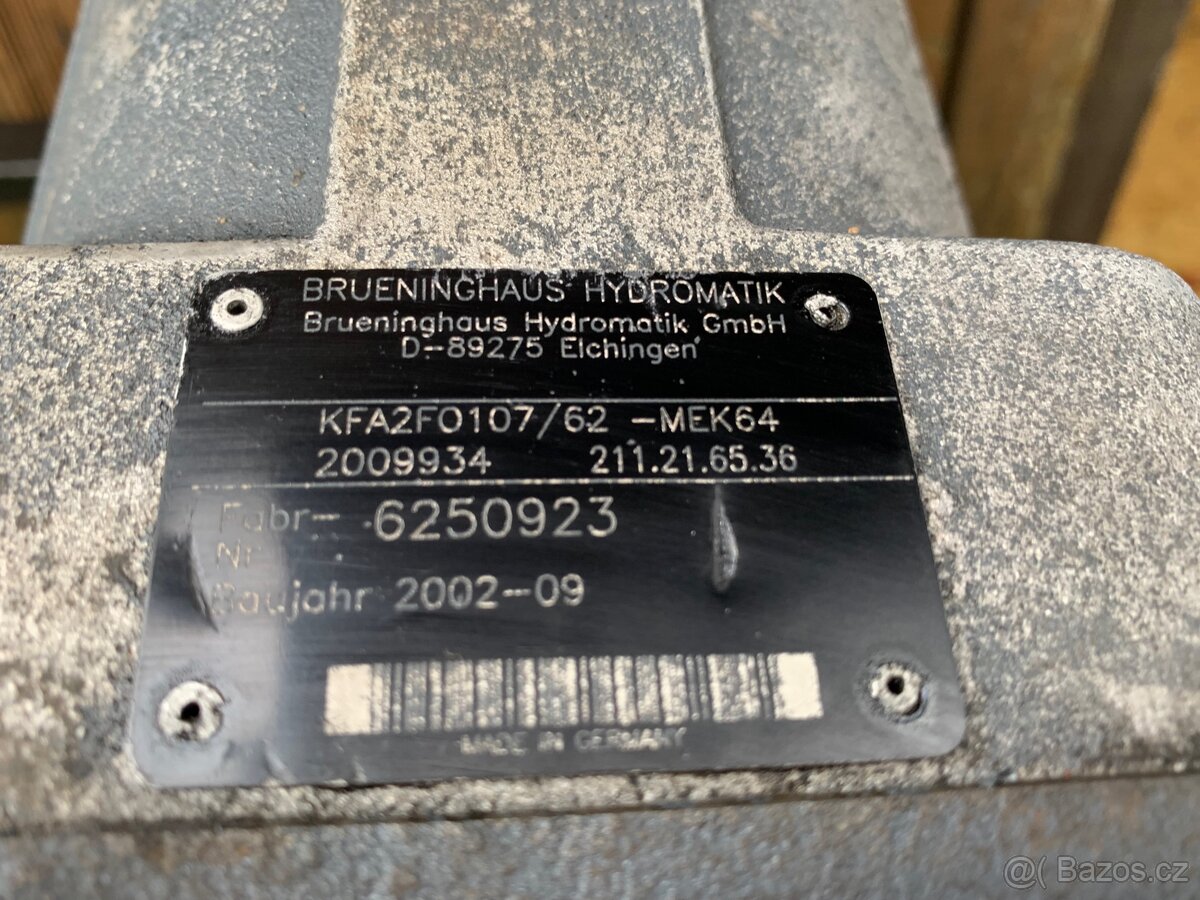 BRUENINGHAUS HYDROMATIK
Brueninghaus Hydromatik GmbH
D-89275 Elchingen
KFA2FO107/62 -MEK64
2009934 211.21.65.36
Fabr- 6250923
Nr
Baujahr 2002-09
MADE IN GERMANY
@( Bazos.cz